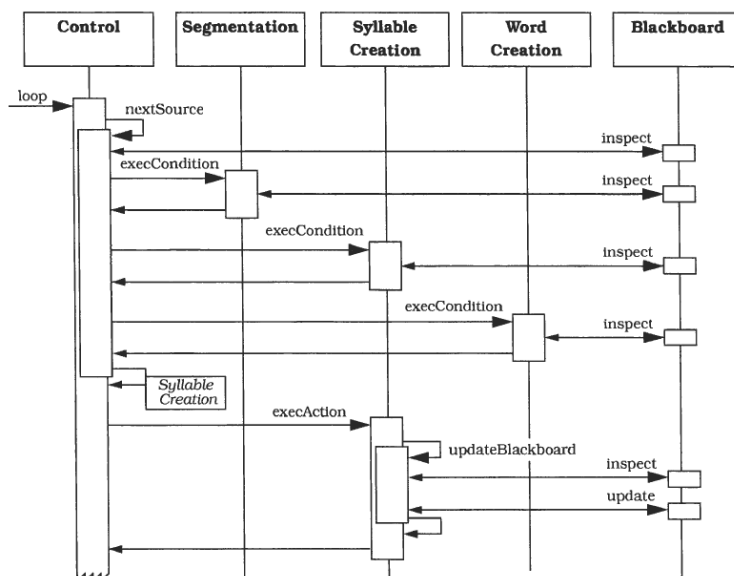 Control
Segmentation
Syllable
Creation
Word
Creation
Blackboard
loop
nextSource
inspect
execCondition
inspect
execCondition
inspect
execCondition
inspect
Syllable
Creation
execAction
updateBlackboard
inspect
update